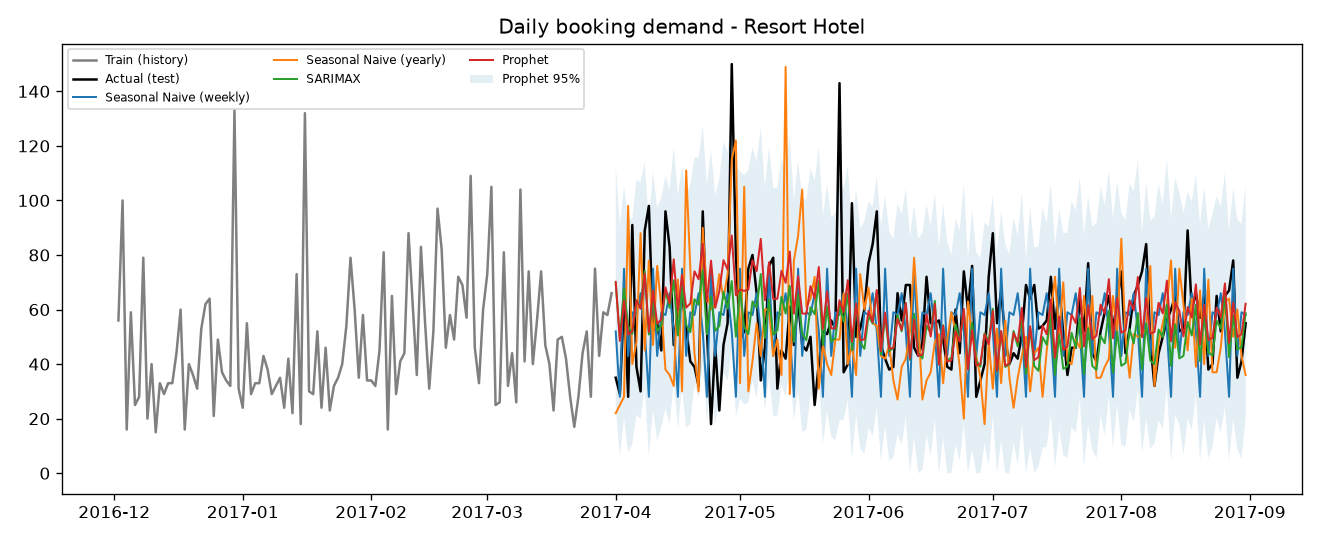 Daily booking demand - Resort Hotel
Train (history)
Actual (test)
Seasonal Naive (weekly)
Seasonal Naive (yearly)
SARIMAX
Prophet
Prophet 95%
140
120
100
80
60
40
20
0
2016-12 2017-01 2017-02 2017-03 2017-04 2017-05 2017-06 2017-07 2017-08 2017-09